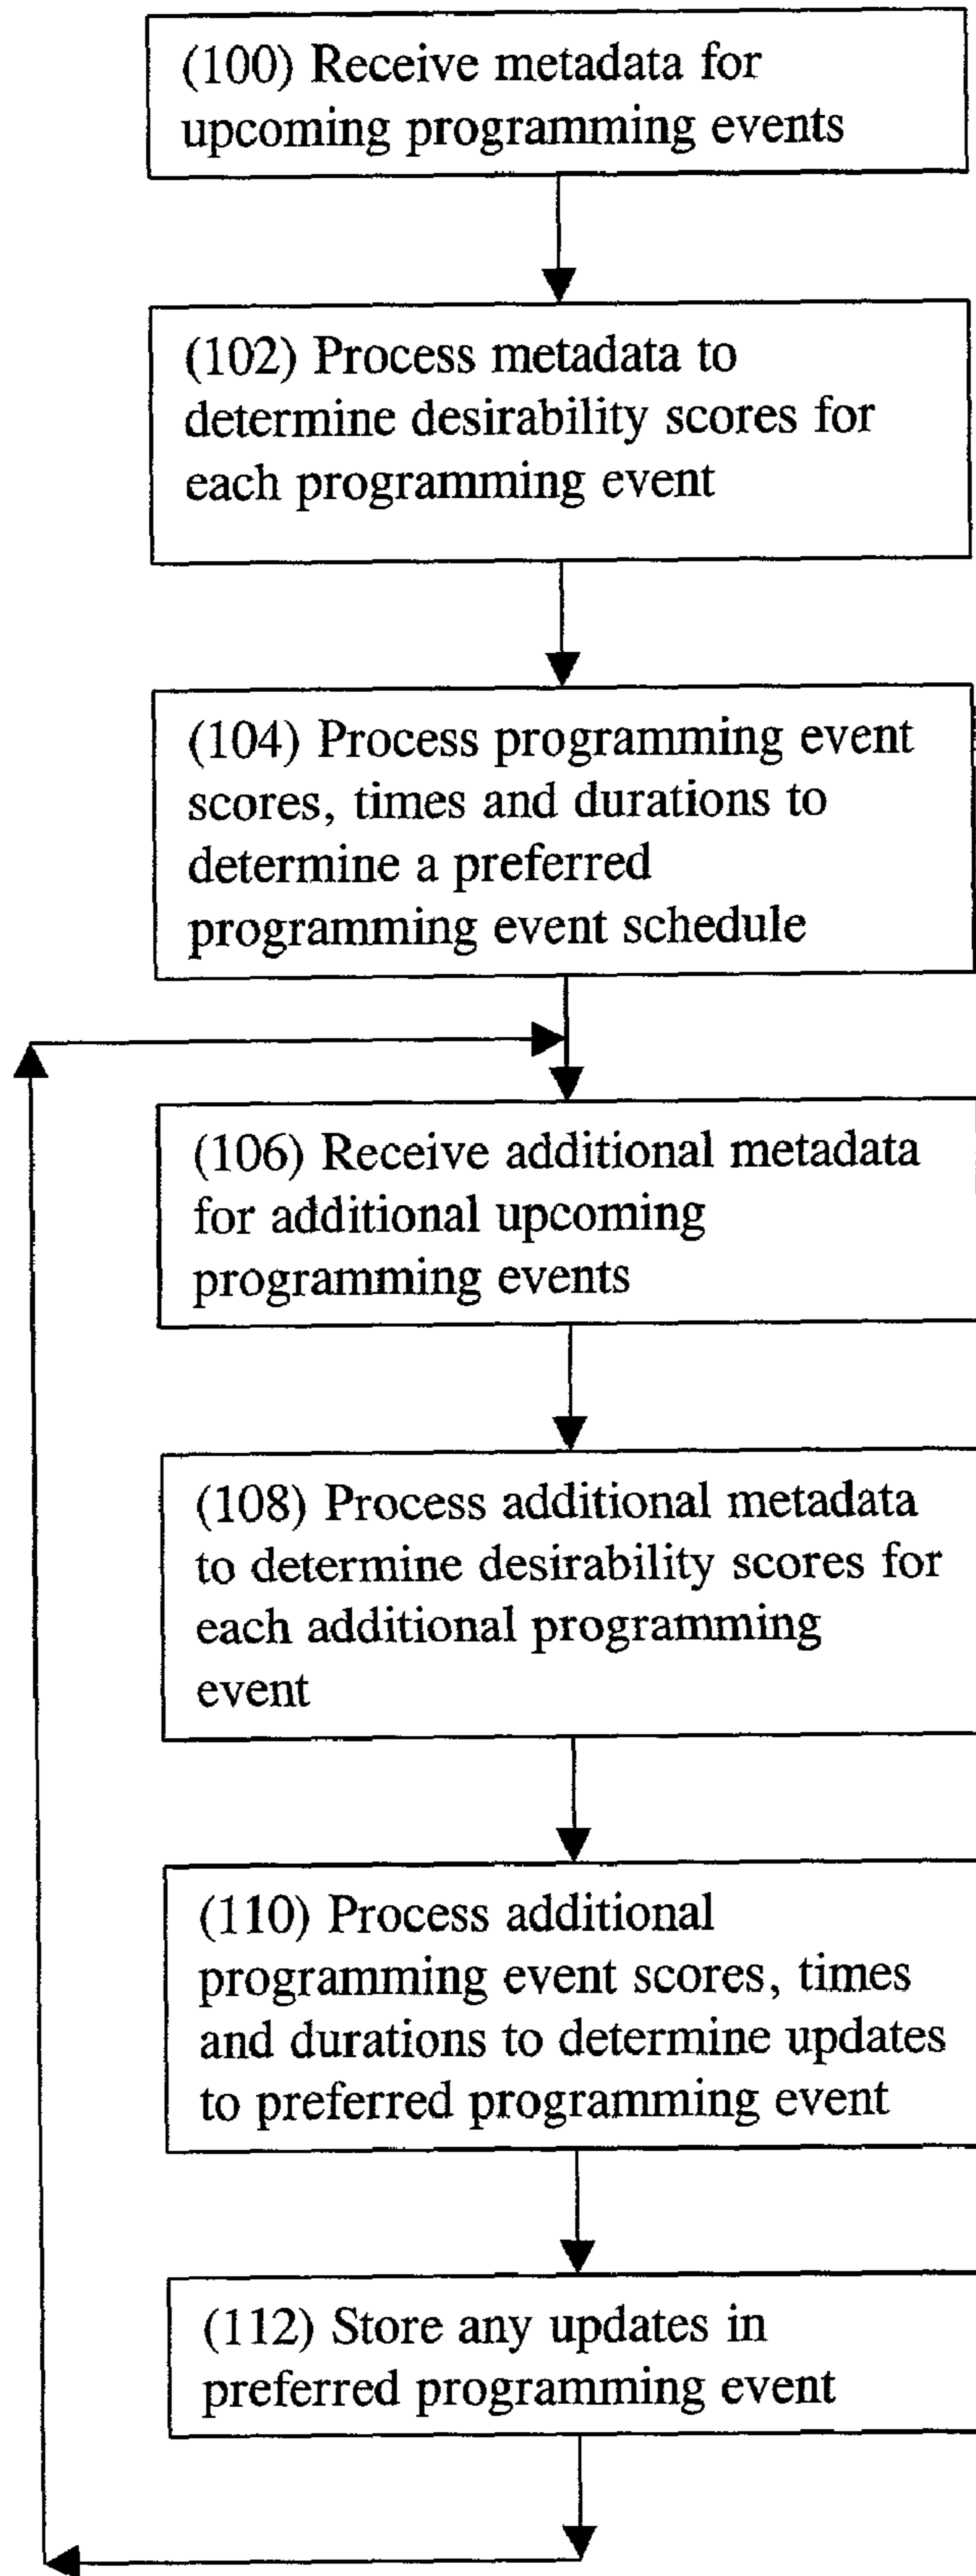 (100) Receive metadata for
upcoming programming events
(102) Process metadata to
determine desirability scores for
each programming event
(104) Process programming event
scores, times and durations to
determine a preferred
programming event schedule
(106) Receive additional metadata
for additional upcoming
programming events
(108) Process additional metadata
to determine desirability scores for
each additional programming
event
(110) Process additional
programming event scores, times
and durations to determine updates
to preferred programming event
(112) Store any updates in
preferred programming event